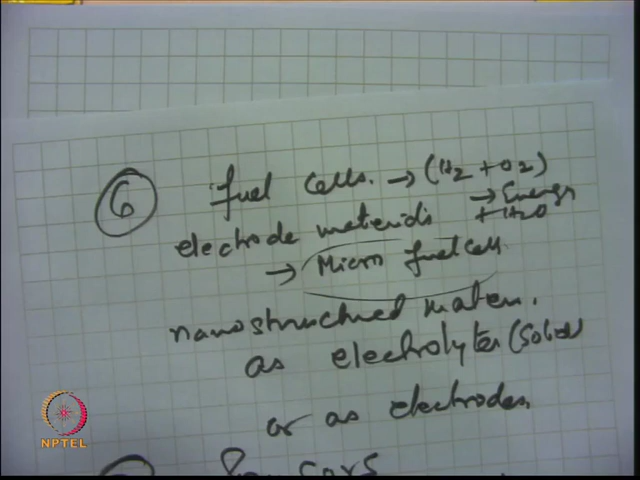 6 fuel cells. → (H2 + O2)
→ Energy
+ H2O
electrode materials
→ Micro fuel cell
nanostructured mater.
as electrolytes (solid
or as electrodes.
Sensors
NPTEL